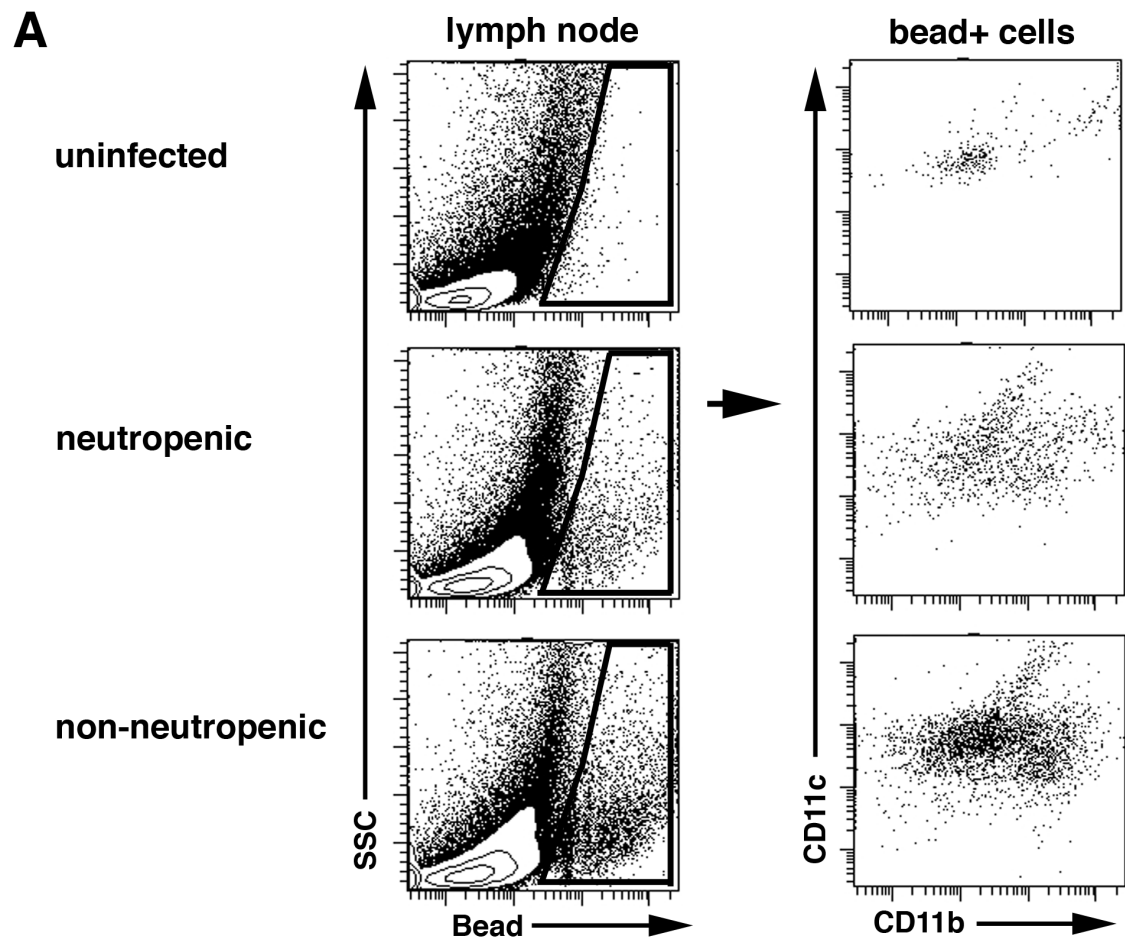 A
lymph node
bead+ cells
uninfected
neutropenic
non-neutropenic
SSC
CD11c
Bead
CD11b